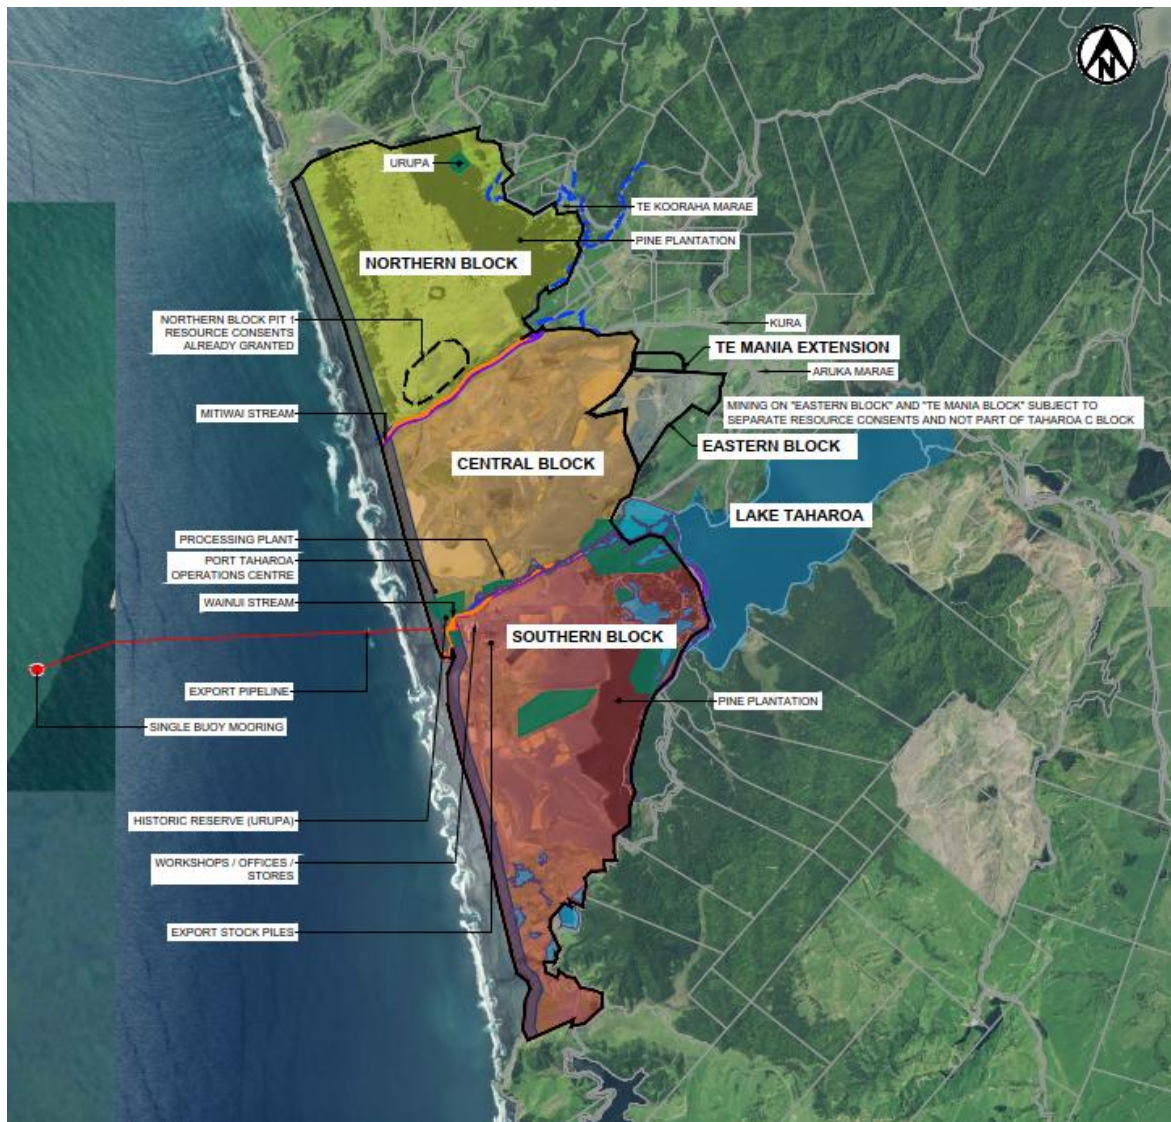 N
URUPA
TE KOORAHA MARAE
PINE PLANTATION
NORTHERN BLOCK
NORTHERN BLOCK PIT 1
RESOURCE CONSENTS
ALREADY GRANTED
KURA
TE MANIA EXTENSION
ARUKA MARAE
MINING ON "EASTERN BLOCK" AND "TE MANIA BLOCK" SUBJECT TO
SEPARATE RESOURCE CONSENTS AND NOT PART OF TAHAROA C BLOCK
MITIWAI STREAM
EASTERN BLOCK
CENTRAL BLOCK
LAKE TAHAROA
PROCESSING PLANT
PORT TAHAROA
OPERATIONS CENTRE
WAINUI STREAM
SOUTHERN BLOCK
EXPORT PIPELINE
PINE PLANTATION
SINGLE BUOY MOORING
HISTORIC RESERVE (URUPA)
WORKSHOPS / OFFICES /
STORES
EXPORT STOCK PILES